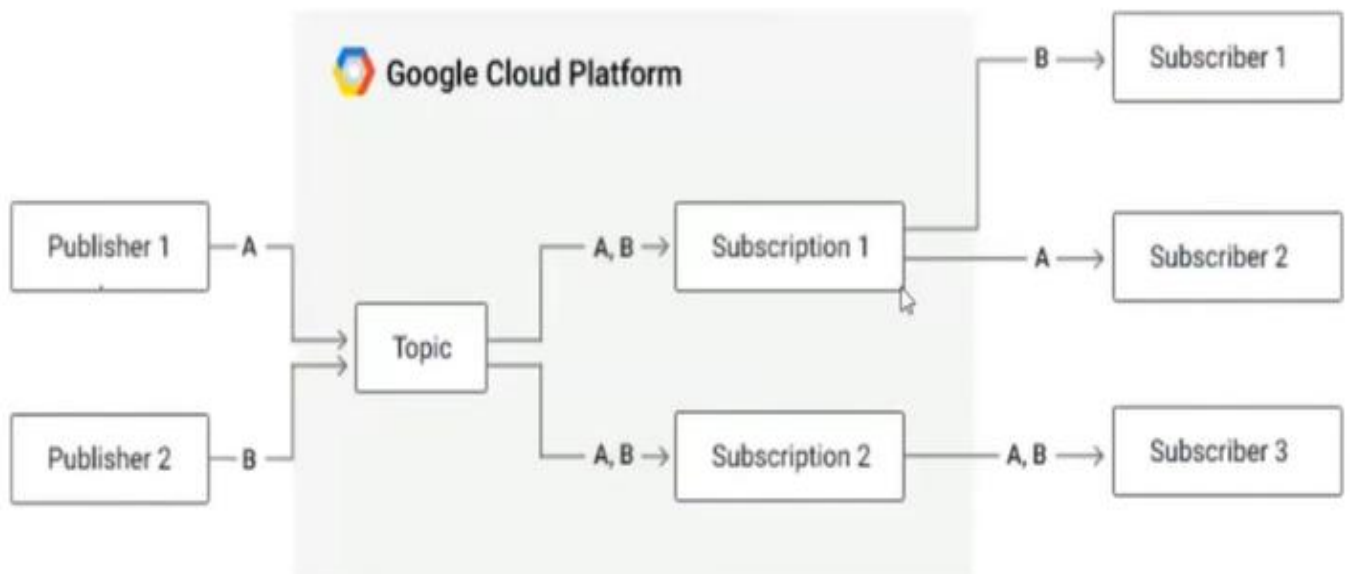 Google Cloud Platform
B
Subscriber 1
Publisher 1
A
A, B
Subscription 1
A
Subscriber 2
Topic
Publisher 2
B
A, B
Subscription 2
A, B
Subscriber 3